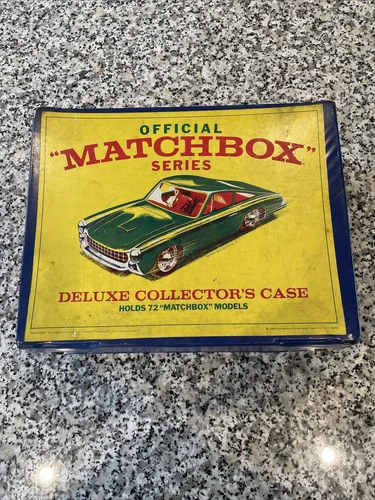 OFFICIAL
"MATCHBOX"
SERIES
DELUXE COLLECTOR'S CASE
HOLDS 72 "MATCHBOX" MODELS